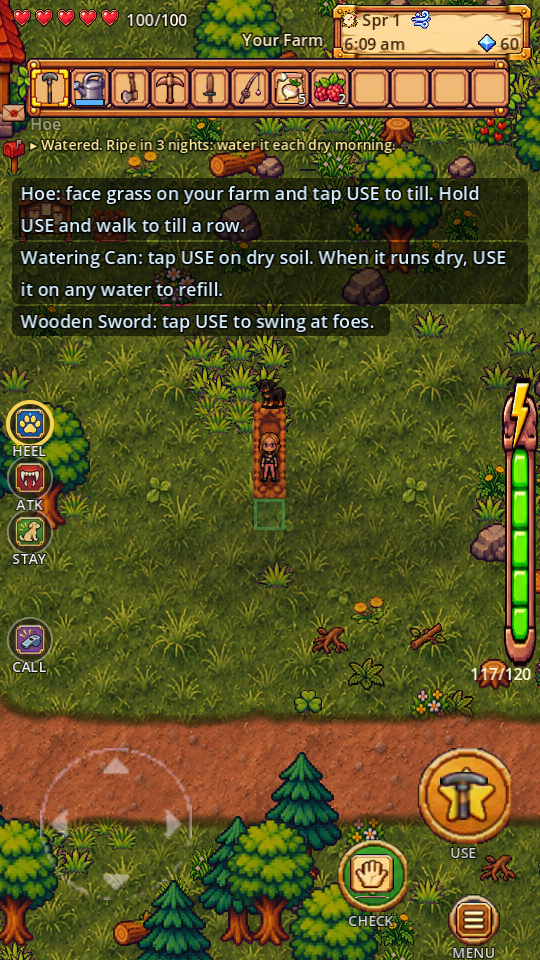 100/100
Spr 1
Your Farm
6:09 am
60
5
2
Hoe
▸ Watered. Ripe in 3 nights: water it each dry morning.
Hoe: face grass on your farm and tap USE to till. Hold
USE and walk to till a row.
Watering Can: tap USE on dry soil. When it runs dry, USE
it on any water to refill.
Wooden Sword: tap USE to swing at foes.
HEEL
ATK
STAY
CALL
117/120
USE
CHECK
MENU